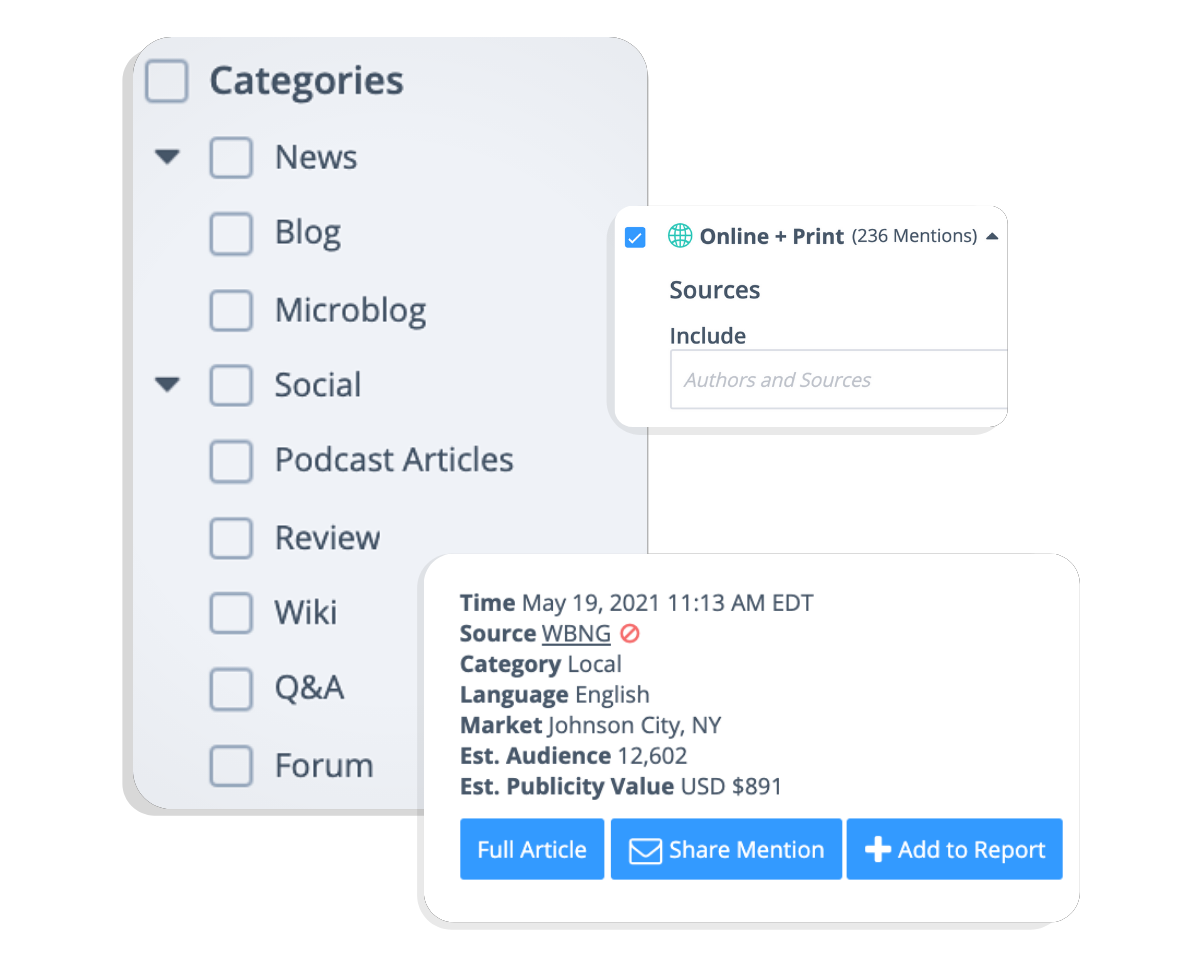 Categories
News
Blog
Microblog
Social
Podcast Articles
Review
Wiki
Q&A
Forum
Online + Print (236 Mentions)
Sources
Include
Authors and Sources
Time May 19, 2021 11:13 AM EDT
Source WBNG
Category Local
Language English
Market Johnson City, NY
Est. Audience 12,602
Est. Publicity Value USD $891
Full Article Share Mention Add to Report